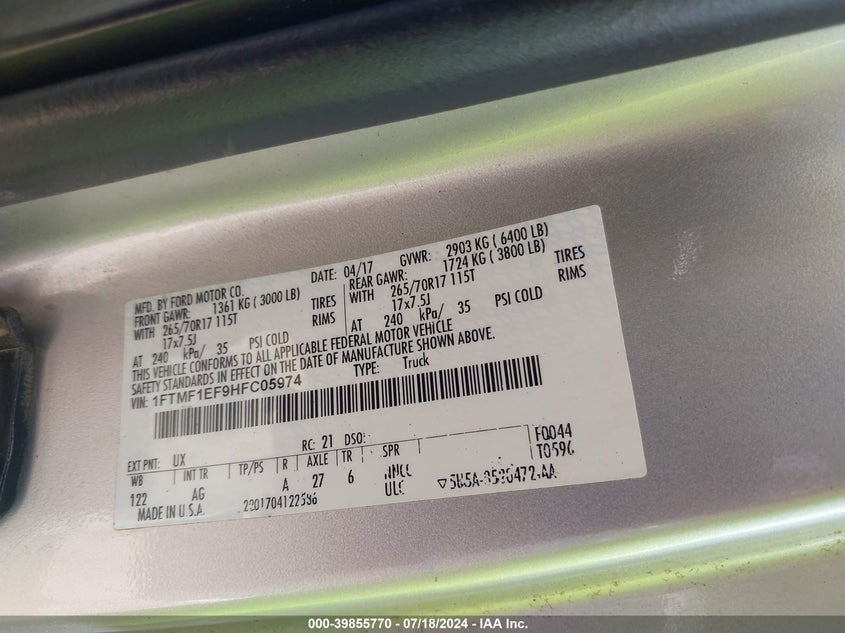 MFD. BY FORD MOTOR CO.
DATE: 04/17 GVWR: 2903 KG ( 6400 LB)
FRONT GAWR: 1361 KG ( 3000 LB) REAR GAWR: 1724 KG ( 3800 LB)
WITH 265/70R17 115T TIRES WITH 265/70R17 115T TIRES
17x7.5J RIMS 17x7.5J RIMS
AT 240 kPa/ 35 PSI COLD AT 240 kPa/ 35 PSI COLD
THIS VEHICLE CONFORMS TO ALL APPLICABLE FEDERAL MOTOR VEHICLE
SAFETY STANDARDS IN EFFECT ON THE DATE OF MANUFACTURE SHOWN ABOVE.
VIN: 1FTMF1EF9HFC05974 TYPE: Truck
F0044
EXT PNT: UX RC: 21 DSO:
WB INT TR TP/PS R AXLE TR SPR
122 AG A 27 6
MADE IN U.S.A.
000-39855770 - 07/18/2024 - IAA Inc.